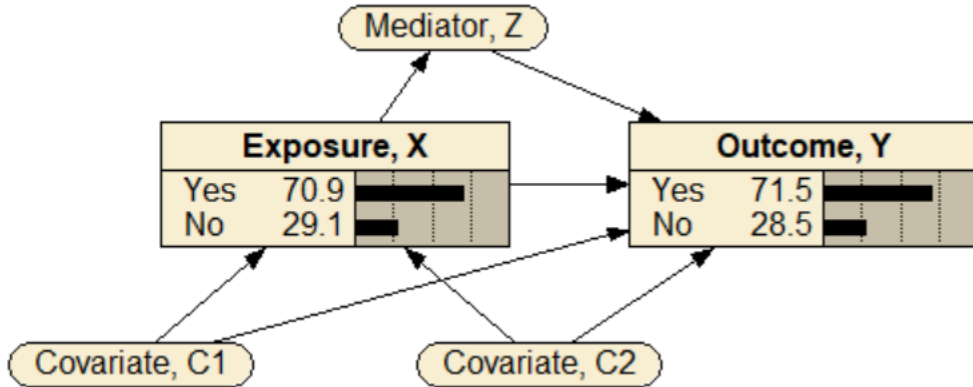 Mediator, Z
Exposure, X
Yes 70.9
No 29.1
Outcome, Y
Yes 71.5
No 28.5
Covariate, C1
Covariate, C2